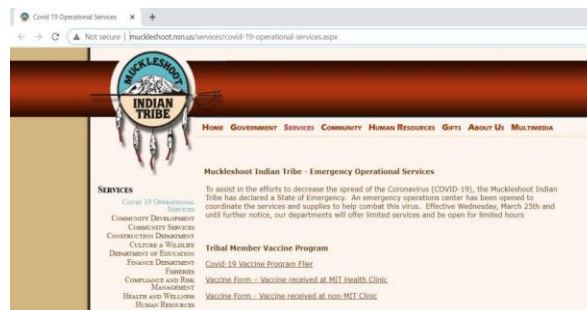 Covid 19 Operational Services
Not secure | muckleshoot.nsn.us/services/covid-19-operational-services.aspx
MUCKLESHOOT
INDIAN
TRIBE
Home Government Services Community Human Resources Gifts About Us Multimedia
Muckleshoot Indian Tribe - Emergency Operational Services
To assist in the efforts to decrease the spread of the Coronavirus (COVID-19), the Muckleshoot Indian
Tribe has declared a State of Emergency. An emergency operations center has been opened to
coordinate the services and supplies to help combat this virus. Effective Wednesday, March 25th and
until further notice, our departments will offer limited services and be open for limited hours
Tribal Member Vaccine Program
Covid-19 Vaccine Program Flier
Vaccine Form – Vaccine received at MIT Health Clinic
Vaccine Form - Vaccine received at non-MIT Clinic
Services
Covid 19 Operational
Services
Community Development
Community Services
Construction Department
Culture & Wildlife
Department of Education
Finance Department
Fisheries
Compliance and Risk
Management
Health and Wellness
Human Resources